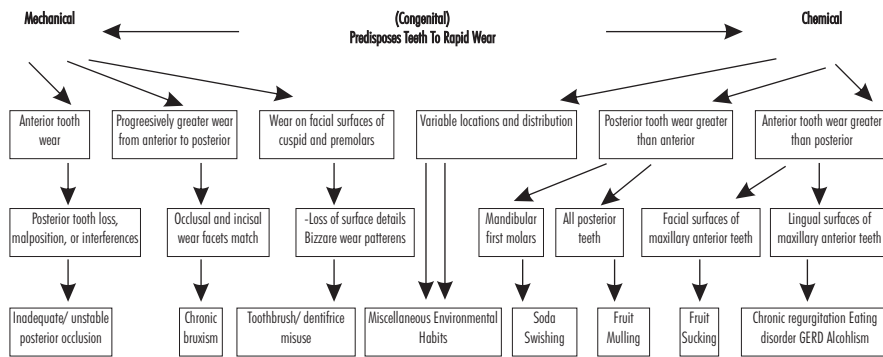 Mechanical
(Congenital)
Predisposes Teeth To Rapid Wear
Chemical
Anterior tooth
wear
Progreesively greater wear
from anterior to posterior
Wear on facial surfaces of
cuspid and premolars
Variable locations and distribution
Posterior tooth wear greater
than anterior
Anterior tooth wear greater
than posterior
Posterior tooth loss,
malposition, or interferences
Occlusal and incisal
wear facets match
-Loss of surface details
Bizzare wear patterens
Mandibular
first molars
All posterior
teeth
Facial surfaces of
maxillary anterior teeth
Lingual surfaces of
maxillary anterior teeth
Inadequate/ unstable
posterior occlusion
Chronic
bruxism
Toothbrush/ dentifrice
misuse
Miscellaneous Environmental
Habits
Soda
Swishing
Fruit
Mulling
Fruit
Sucking
Chronic regurgitation Eating
disorder GERD Alcohlism